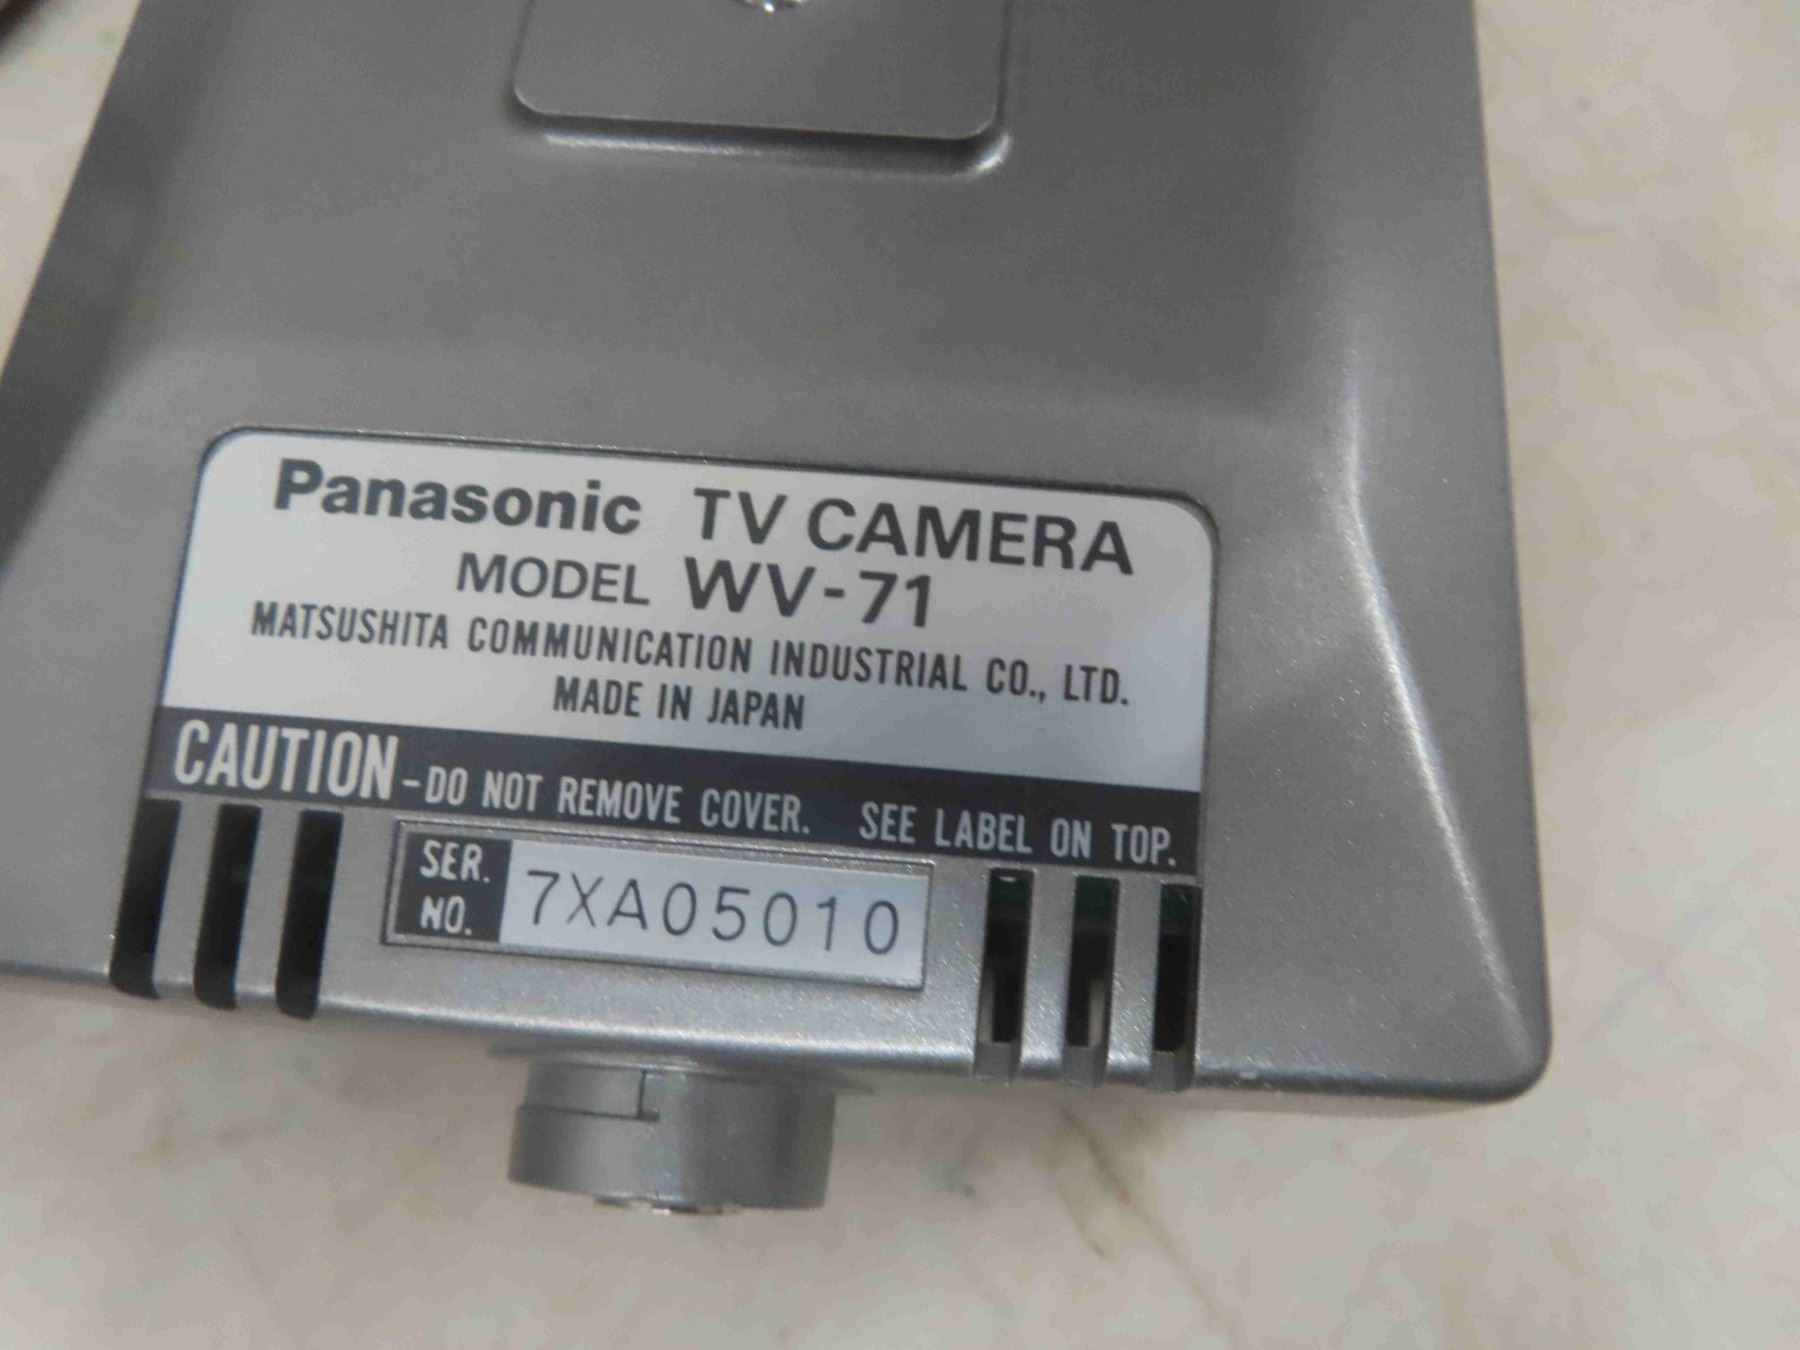 Panasonic TV CAMERA
MODEL WV-71
MATSUSHITA COMMUNICATION INDUSTRIAL CO., LTD.
MADE IN JAPAN
CAUTION-DO NOT REMOVE COVER. SEE LABEL ON TOP.
SER. NO. 7XA05010